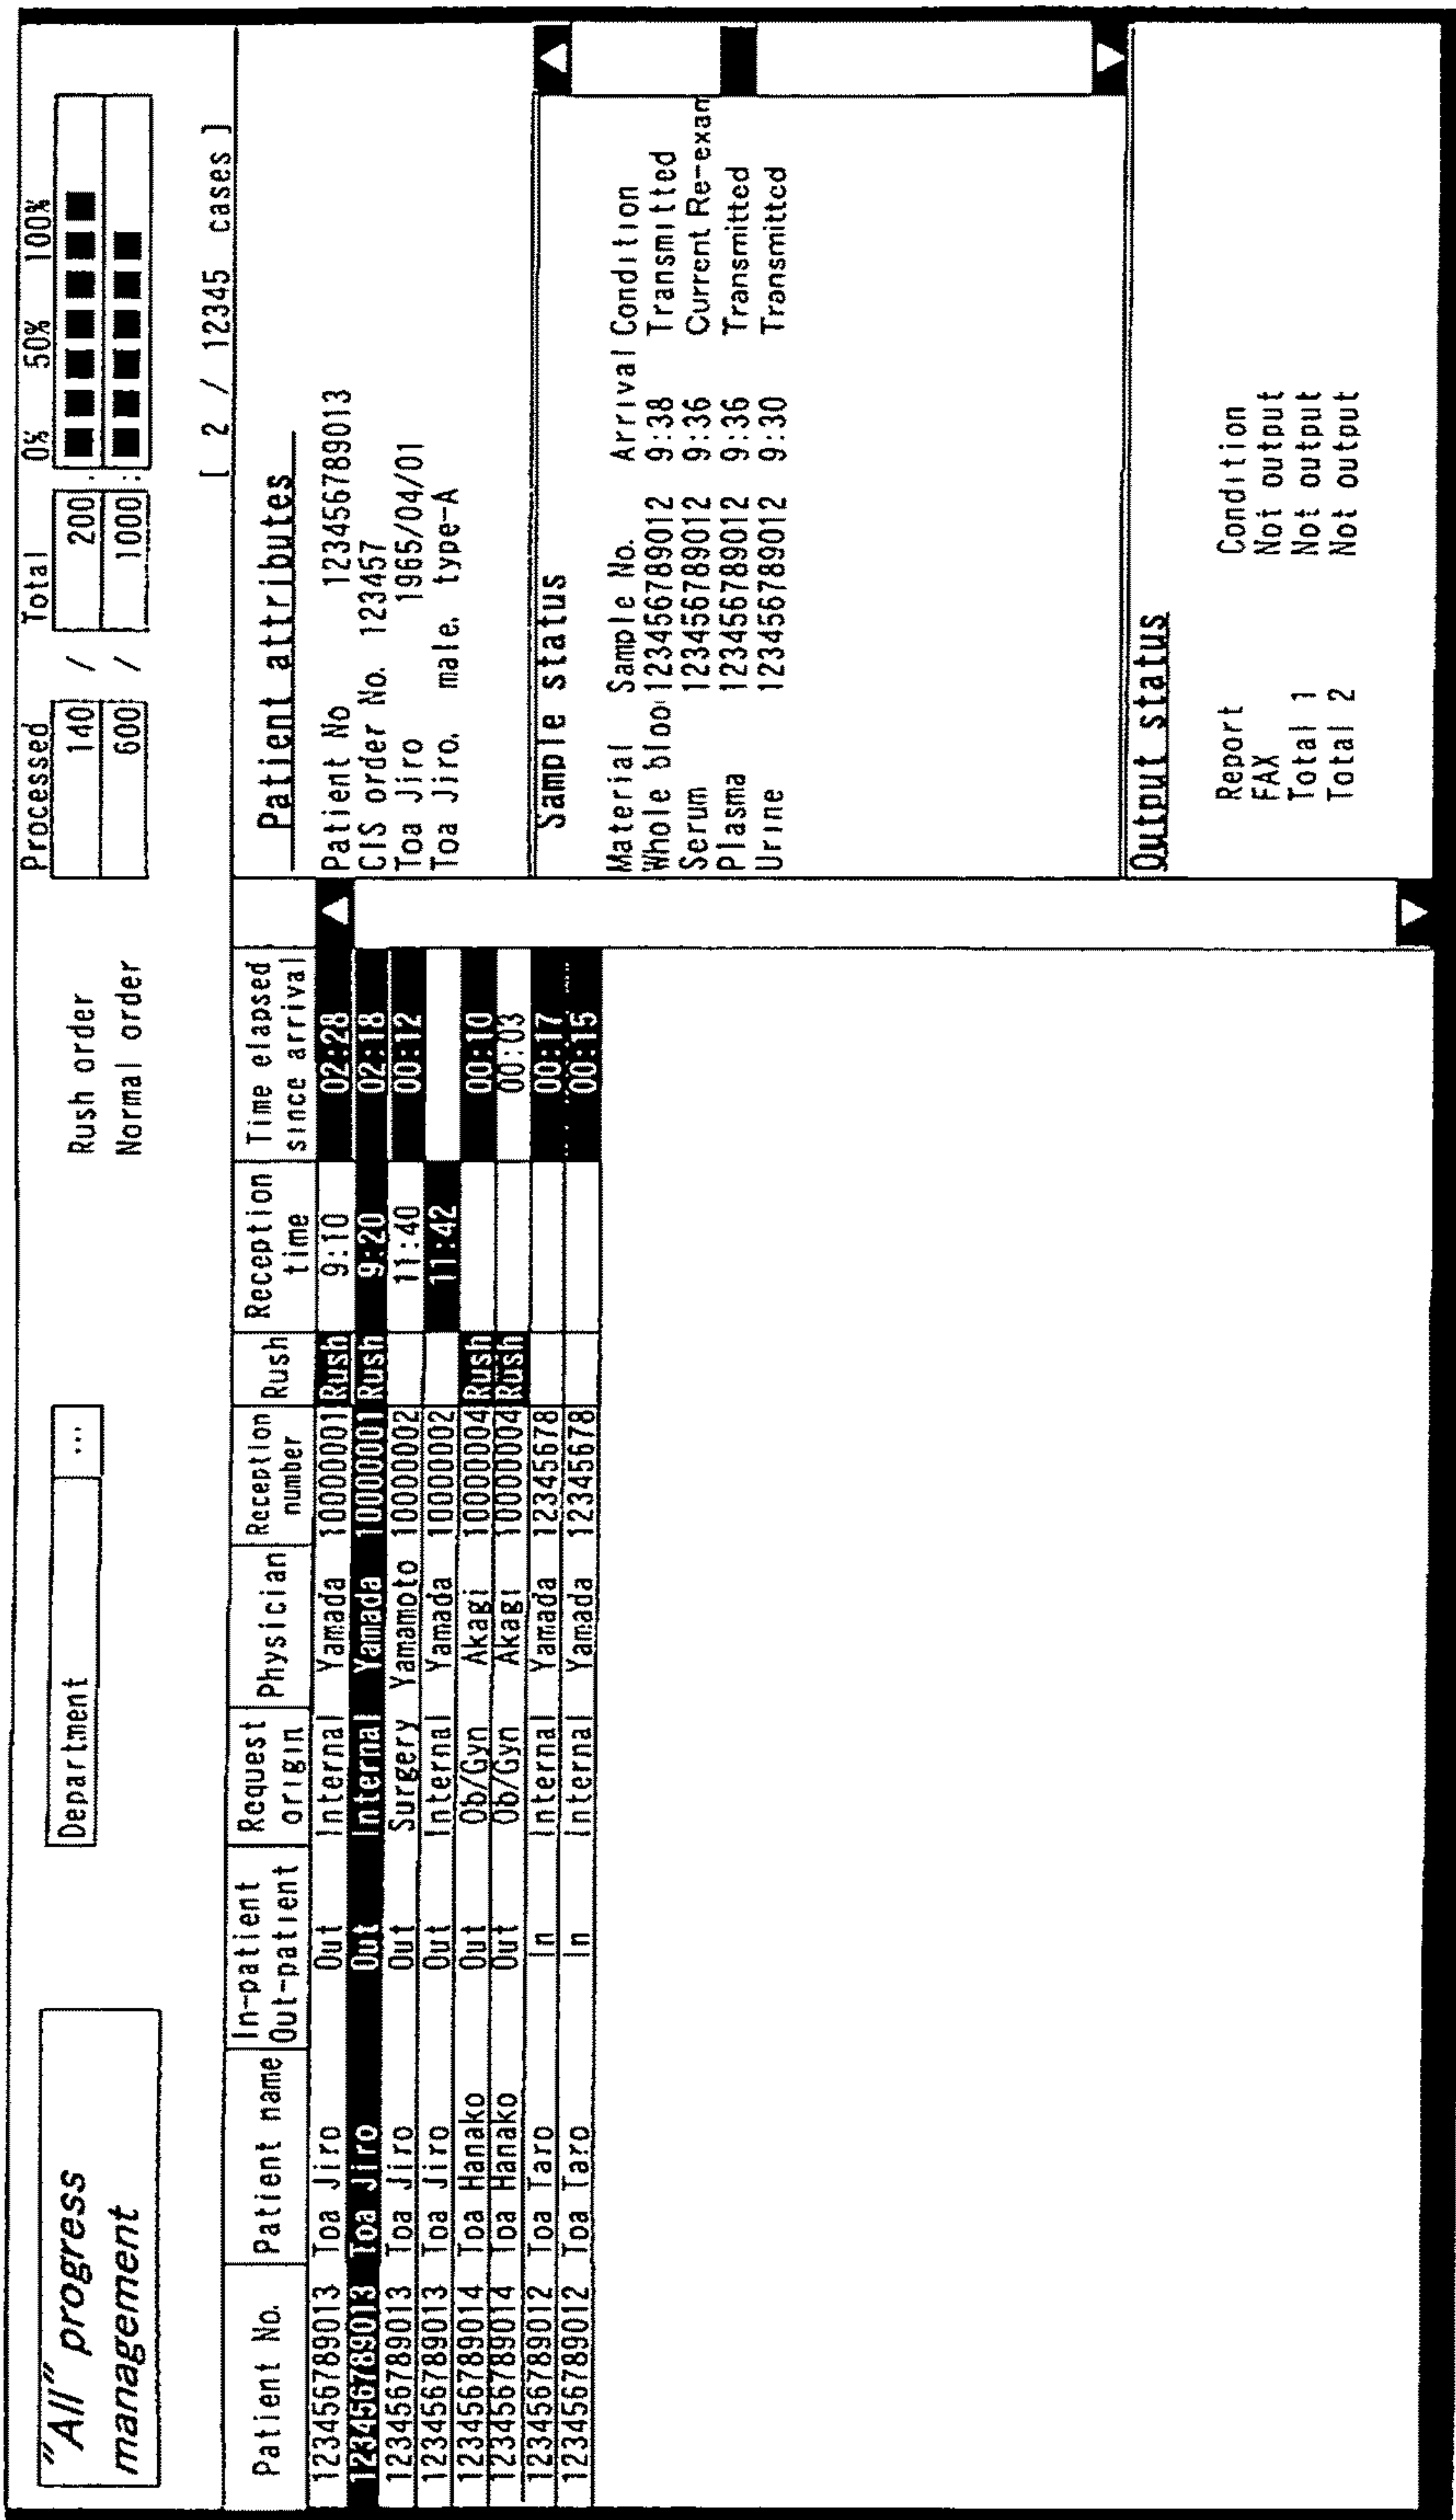 "All" progress
management
Department ...
Rush order
Normal order
Processed Total 0% 50% 100%
140 / 200 :
600 / 1000 :
[ 2 / 12345 cases ]
Patient No. Patient name In-patient Out-patient Request origin Physician Reception number Rush Reception time Time elapsed since arrival
123456789013 Toa Jiro Out Internal Yamada 10000001 Rush 9:10 02:28
123456789013 Toa Jiro Out Internal Yamada 10000001 Rush 9:20 02:18
123456789013 Toa Jiro Out Surgery Yamamoto 10000002 11:40 00:12
123456789013 Toa Jiro Out Internal Yamada 10000002 11:42
123456789014 Toa Hanako Out Ob/Gyn Akagi 10000004 Rush 00:10
123456789014 Toa Hanako Out Ob/Gyn Akagi 10000004 Rush 00:03
123456789012 Toa Taro In Internal Yamada 12345678 00:17
123456789012 Toa Taro In Internal Yamada 12345678 00:15
Patient attributes
Patient No 123456789013
CIS order No. 123457
Toa Jiro 1965/04/01
Toa Jiro, male, type-A
Sample status
Material Sample No. Arrival Condition
Whole bloo 123456789012 9:38 Transmitted
Serum 123456789012 9:36 Current Re-exam
Plasma 123456789012 9:36 Transmitted
Urine 123456789012 9:30 Transmitted
Output status
Report Condition
FAX Not output
Total 1 Not output
Total 2 Not output